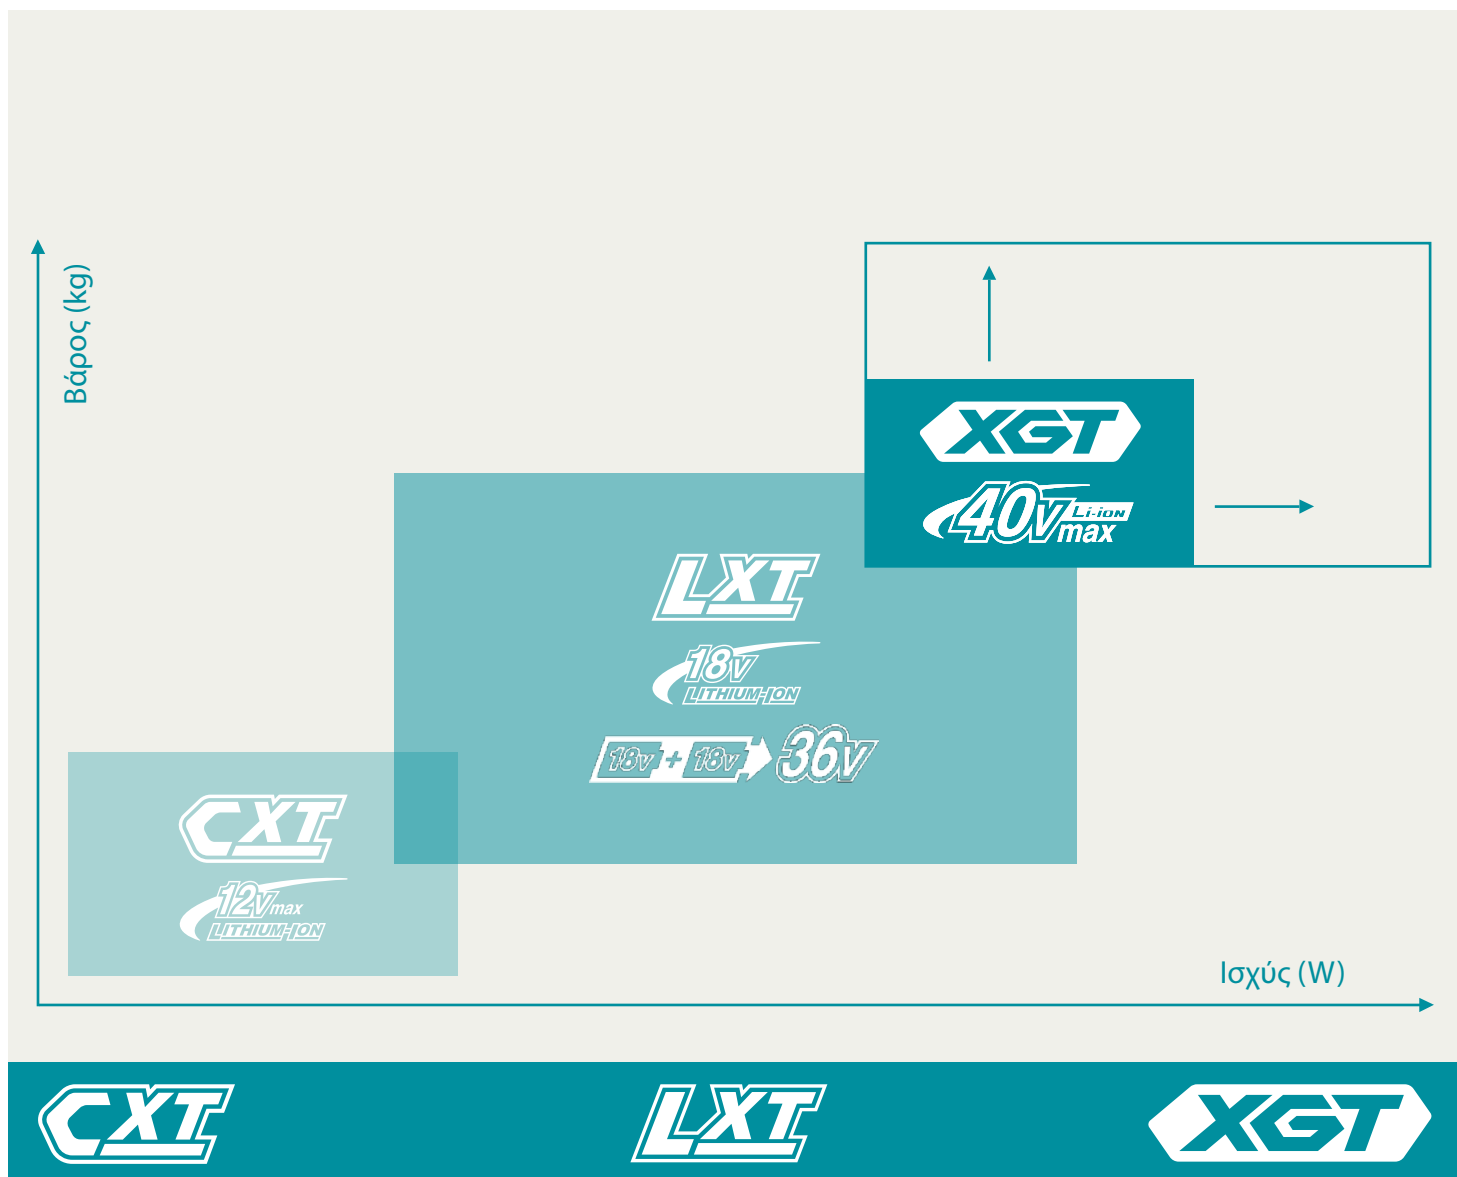 Βάρος (kg)
XGT
40v Li-ion
max
LXT
18v
LITHIUM-ION
18v + 18v 36v
CXT
12v max
LITHIUM-ION
Ισχύς (W)
CXT LXT XGT